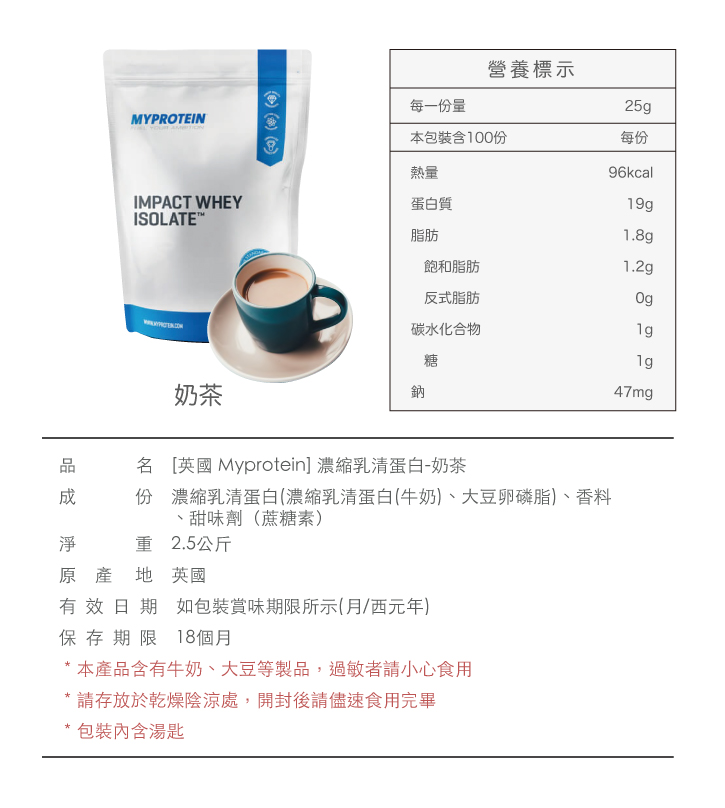 MYPROTEIN
FUEL YOUR AMBITION
IMPACT WHEY
ISOLATE™
WWW.MYPROTEIN.COM
奶茶
營養標示
每一份量 25g
本包裝含100份 每份
熱量 96kcal
蛋白質 19g
脂肪 1.8g
飽和脂肪 1.2g
反式脂肪 0g
碳水化合物 1g
糖 1g
鈉 47mg
品名 [英國 Myprotein] 濃縮乳清蛋白-奶茶
成份 濃縮乳清蛋白(濃縮乳清蛋白(牛奶)、大豆卵磷脂)、香料
、甜味劑（蔗糖素）
淨重 2.5公斤
原產地 英國
有效日期 如包裝賞味期限所示(月/西元年)
保存期限 18個月
* 本產品含有牛奶、大豆等製品，過敏者請小心食用
* 請存放於乾燥陰涼處，開封後請儘速食用完畢
* 包裝內含湯匙